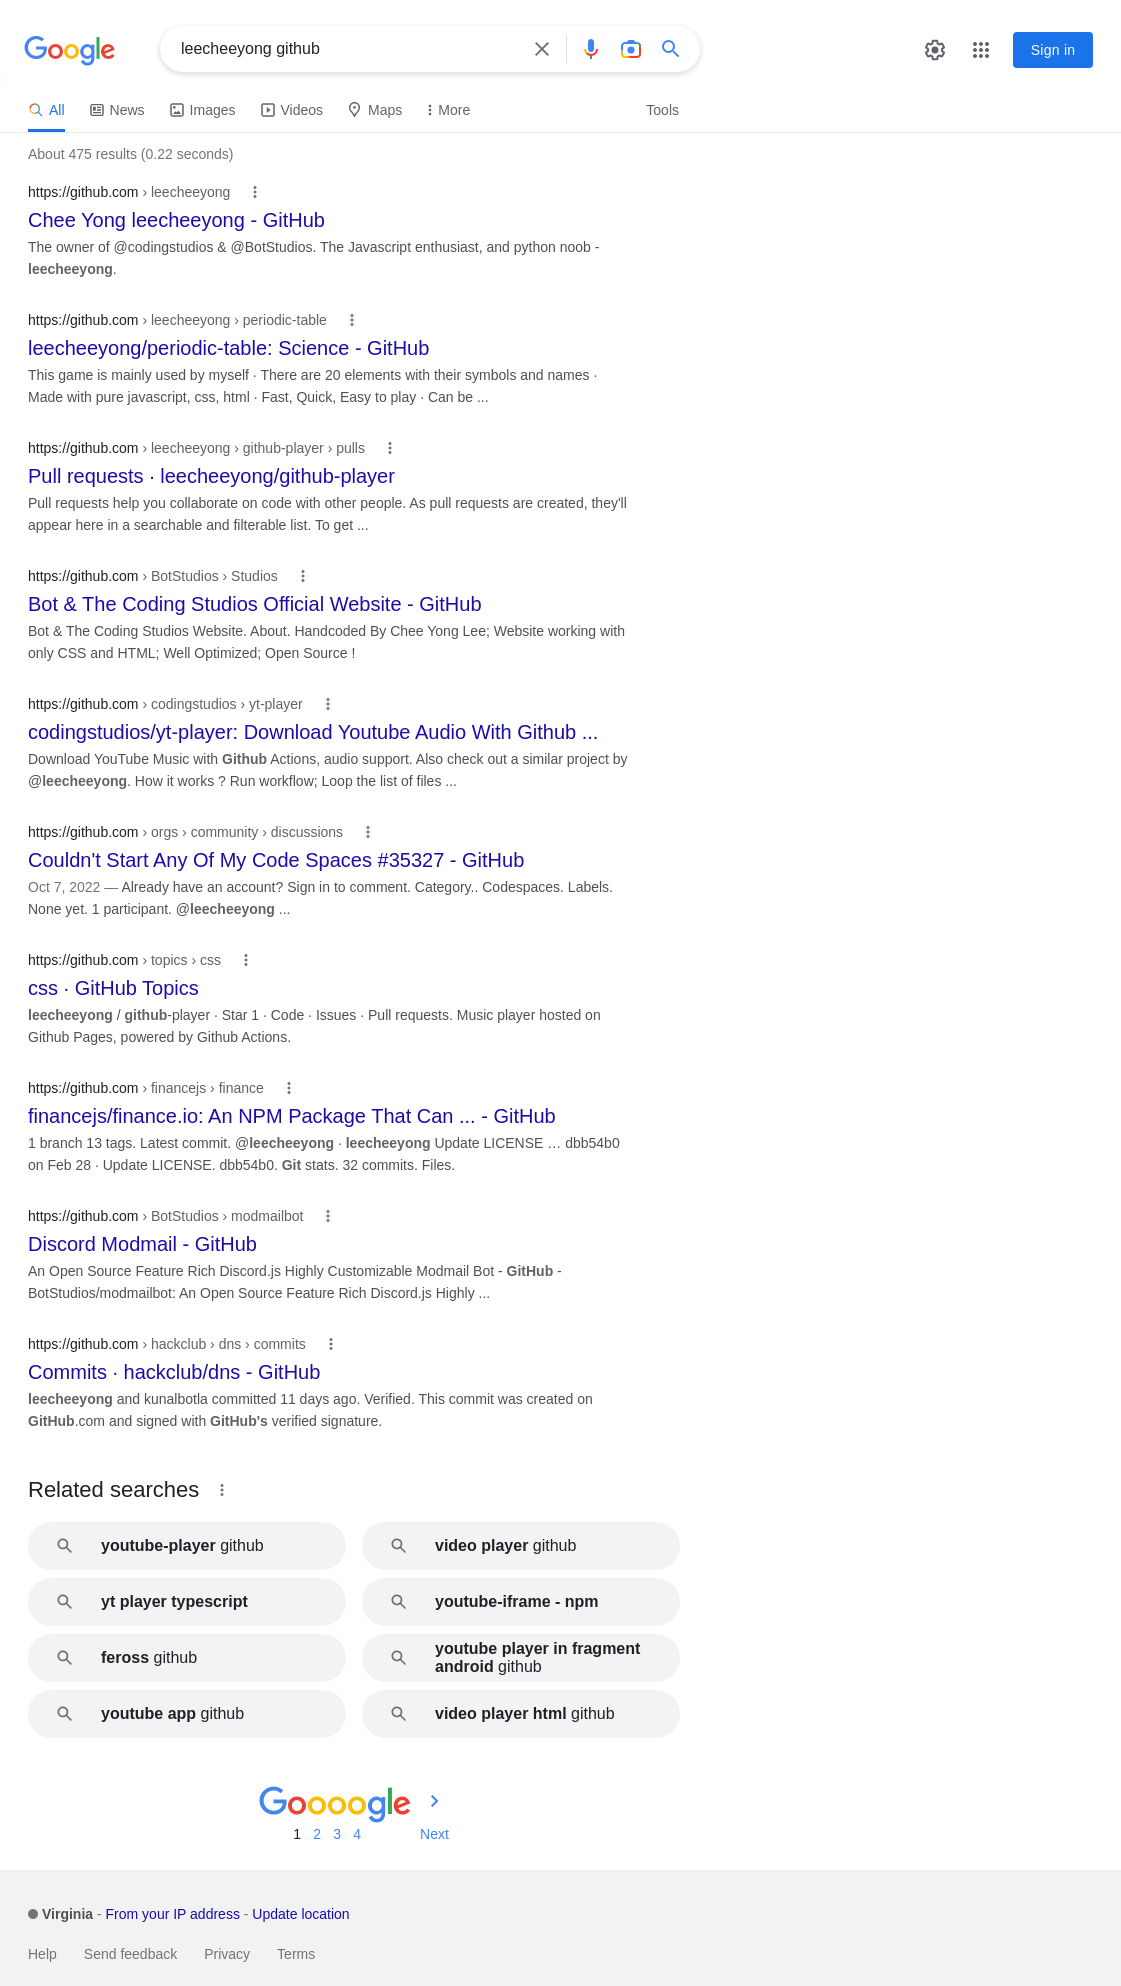 Google
leecheeyong github
Sign in
All News Images Videos Maps More Tools
About 475 results (0.22 seconds)
https://github.com › leecheeyong
Chee Yong leecheeyong - GitHub
The owner of @codingstudios & @BotStudios. The Javascript enthusiast, and python noob -
leecheeyong.
https://github.com › leecheeyong › periodic-table
leecheeyong/periodic-table: Science - GitHub
This game is mainly used by myself · There are 20 elements with their symbols and names ·
Made with pure javascript, css, html · Fast, Quick, Easy to play · Can be ...
https://github.com › leecheeyong › github-player › pulls
Pull requests · leecheeyong/github-player
Pull requests help you collaborate on code with other people. As pull requests are created, they'll
appear here in a searchable and filterable list. To get ...
https://github.com › BotStudios › Studios
Bot & The Coding Studios Official Website - GitHub
Bot & The Coding Studios Website. About. Handcoded By Chee Yong Lee; Website working with
only CSS and HTML; Well Optimized; Open Source !
https://github.com › codingstudios › yt-player
codingstudios/yt-player: Download Youtube Audio With Github ...
Download YouTube Music with Github Actions, audio support. Also check out a similar project by
@leecheeyong. How it works ? Run workflow; Loop the list of files ...
https://github.com › orgs › community › discussions
Couldn't Start Any Of My Code Spaces #35327 - GitHub
Oct 7, 2022 — Already have an account? Sign in to comment. Category.. Codespaces. Labels.
None yet. 1 participant. @leecheeyong ...
https://github.com › topics › css
css · GitHub Topics
leecheeyong / github-player · Star 1 · Code · Issues · Pull requests. Music player hosted on
Github Pages, powered by Github Actions.
https://github.com › financejs › finance
financejs/finance.io: An NPM Package That Can ... - GitHub
1 branch 13 tags. Latest commit. @leecheeyong · leecheeyong Update LICENSE … dbb54b0
on Feb 28 · Update LICENSE. dbb54b0. Git stats. 32 commits. Files.
https://github.com › BotStudios › modmailbot
Discord Modmail - GitHub
An Open Source Feature Rich Discord.js Highly Customizable Modmail Bot - GitHub -
BotStudios/modmailbot: An Open Source Feature Rich Discord.js Highly ...
https://github.com › hackclub › dns › commits
Commits · hackclub/dns - GitHub
leecheeyong and kunalbotla committed 11 days ago. Verified. This commit was created on
GitHub.com and signed with GitHub's verified signature.
Related searches
youtube-player github
video player github
yt player typescript
youtube-iframe - npm
feross github
youtube player in fragment
android github
youtube app github
video player html github
Goooogle
1 2 3 4 Next
Virginia - From your IP address - Update location
Help Send feedback Privacy Terms